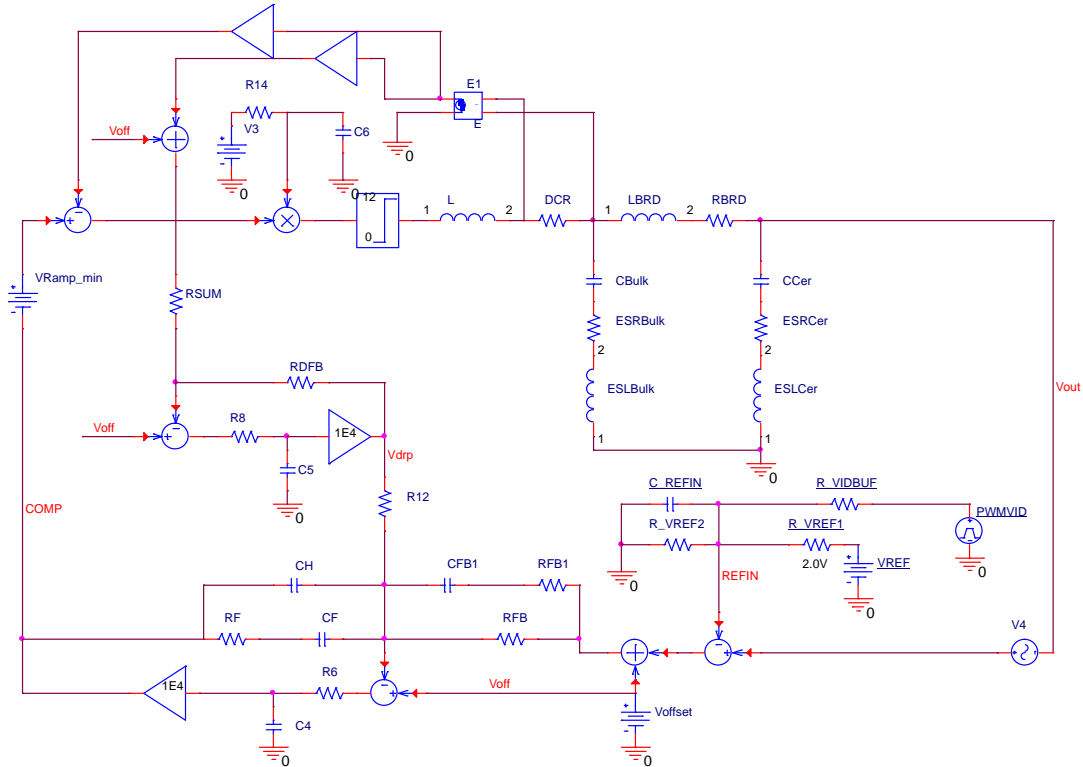 E1
E
R14
V3
C6
0
0
Voff
12
0
L
1
2
DCR
LBRD
1
2
RBRD
VRamp_min
RSUM
CBulk
CCer
ESRBulk
ESRCer
2
2
ESLBulk
ESLCer
1
1
0
Vout
RDFB
Voff
R8
1E4
Vdrp
C5
0
R12
COMP
C_REFIN
R_VIDBUF
PWMVID
R_VREF2
R_VREF1
2.0V
VREF
0
0
0
REFIN
CH
CFB1
RFB1
RF
CF
RFB
V4
1E4
R6
Voff
C4
0
Voffset
0
0